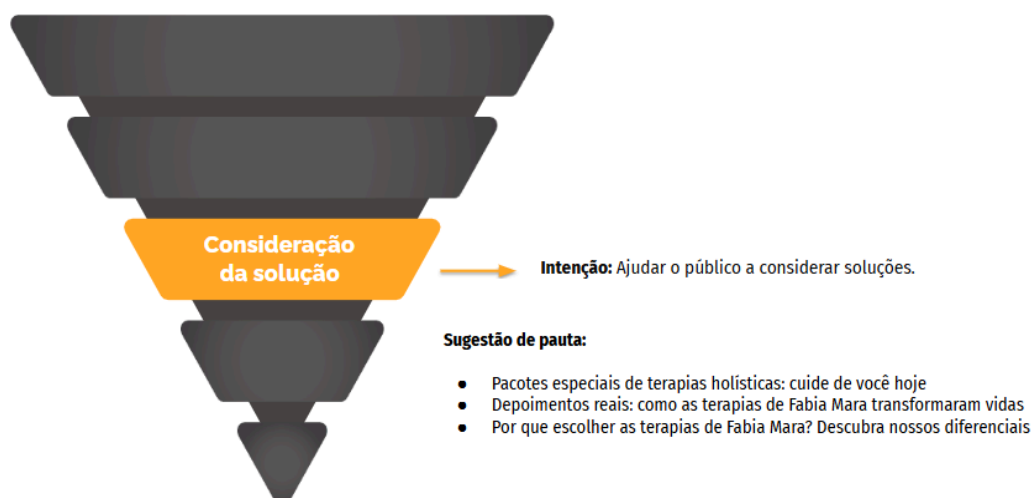 Consideração
da solução
Intenção: Ajudar o público a considerar soluções.
Sugestão de pauta:
● Pacotes especiais de terapias holísticas: cuide de você hoje
● Depoimentos reais: como as terapias de Fabia Mara transformaram vidas
● Por que escolher as terapias de Fabia Mara? Descubra nossos diferenciais